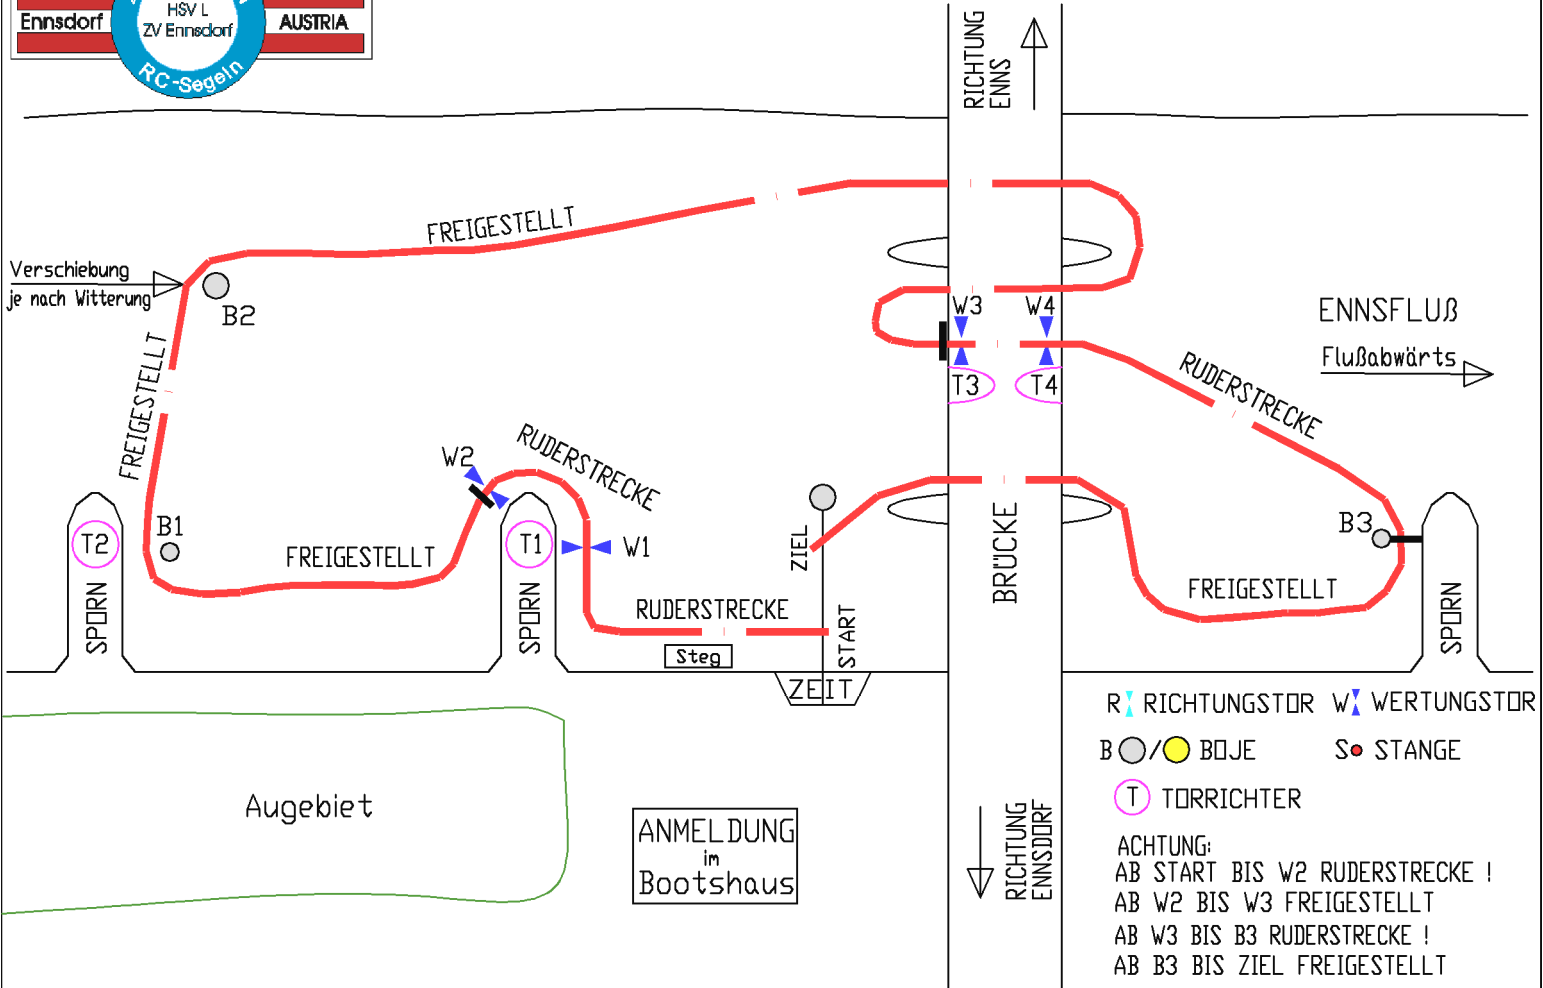 HSV L
Ennsdorf
ZV Ennsdorf
AUSTRIA
RC-Segeln
RICHTUNG
ENNS
FREIGESTELLT
Verschiebung
je nach Witterung
B2
W3
W4
ENNSFLUß
Flußabwärts
FREIGESTELLT
T3
T4
RUDERSTRECKE
W2
RUDERSTRECKE
B1
T2
T1
W1
FREIGESTELLT
ZIEL
BRÜCKE
B3
FREIGESTELLT
SPORN
SPORN
SPORN
RUDERSTRECKE
START
Steg
ZEIT
R RICHTUNGSTOR
W WERTUNGSTOR
B / BOJE
S STANGE
T TORRICHTER
Augebiet
ANMELDUNG
im
Bootshaus
RICHTUNG
ENNSDORF
ACHTUNG:
AB START BIS W2 RUDERSTRECKE !
AB W2 BIS W3 FREIGESTELLT
AB W3 BIS B3 RUDERSTRECKE !
AB B3 BIS ZIEL FREIGESTELLT